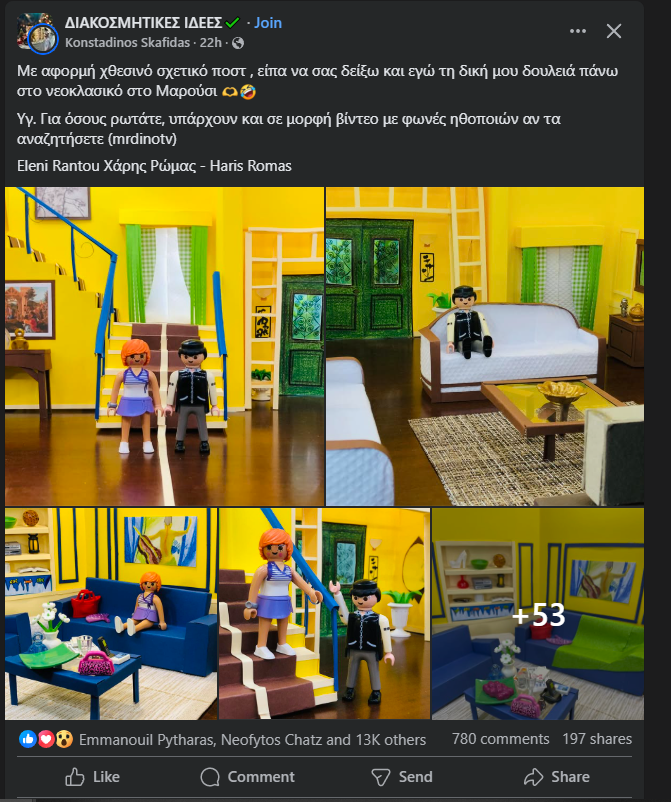 ΔΙΑΚΟΣΜΗΤΙΚΕΣ ΙΔΕΕΣ ✓ · Join
Konstadinos Skafidas · 22h ·
Με αφορμή χθεσινό σχετικό ποστ , είπα να σας δείξω και εγώ τη δική μου δουλειά πάνω
στο νεοκλασικό στο Μαρούσι 🫶🤣
Υγ. Για όσους ρωτάτε, υπάρχουν και σε μορφή βίντεο με φωνές ηθοποιών αν τα
αναζητήσετε (mrdinotv)
Eleni Rantou Χάρης Ρώμας - Haris Romas
+53
Emmanouil Pytharas, Neofytos Chatz and 13K others 780 comments 197 shares
Like Comment Send Share